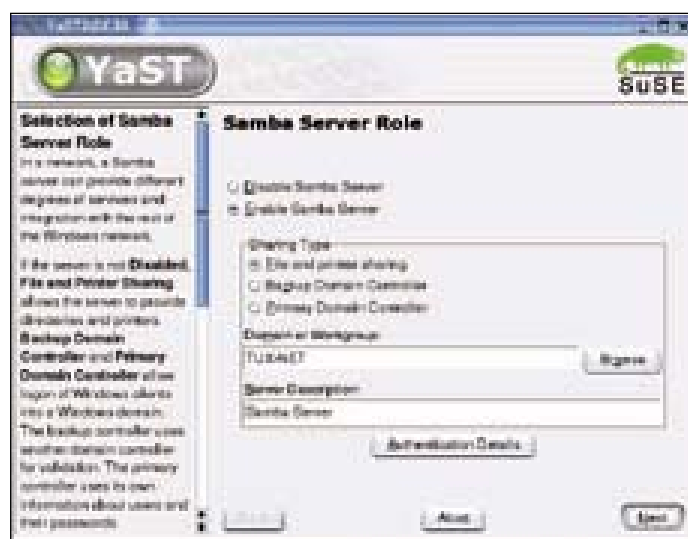 YaST
SuSE
Selection of Samba
Server Role
In a network, a Samba
server can provide different
degrees of services and
integration with the rest of
the Windows network.
If the server is not Disabled,
File and Printer Sharing
allows the server to provide
directories and printers.
Backup Domain
Controller and Primary
Domain Controller allow
logon of Windows clients
into a Windows domain.
The backup controller uses
another domain controller
for validation. The primary
controller uses its own
information about users and
their passwords.
Samba Server Role
Disable Samba Server
Enable Samba Server
Sharing Type
File and printer sharing
Backup Domain Controller
Primary Domain Controller
Domain or Workgroup
Browse
Server Description
Samba Server
Authentication Details
Abort
Next